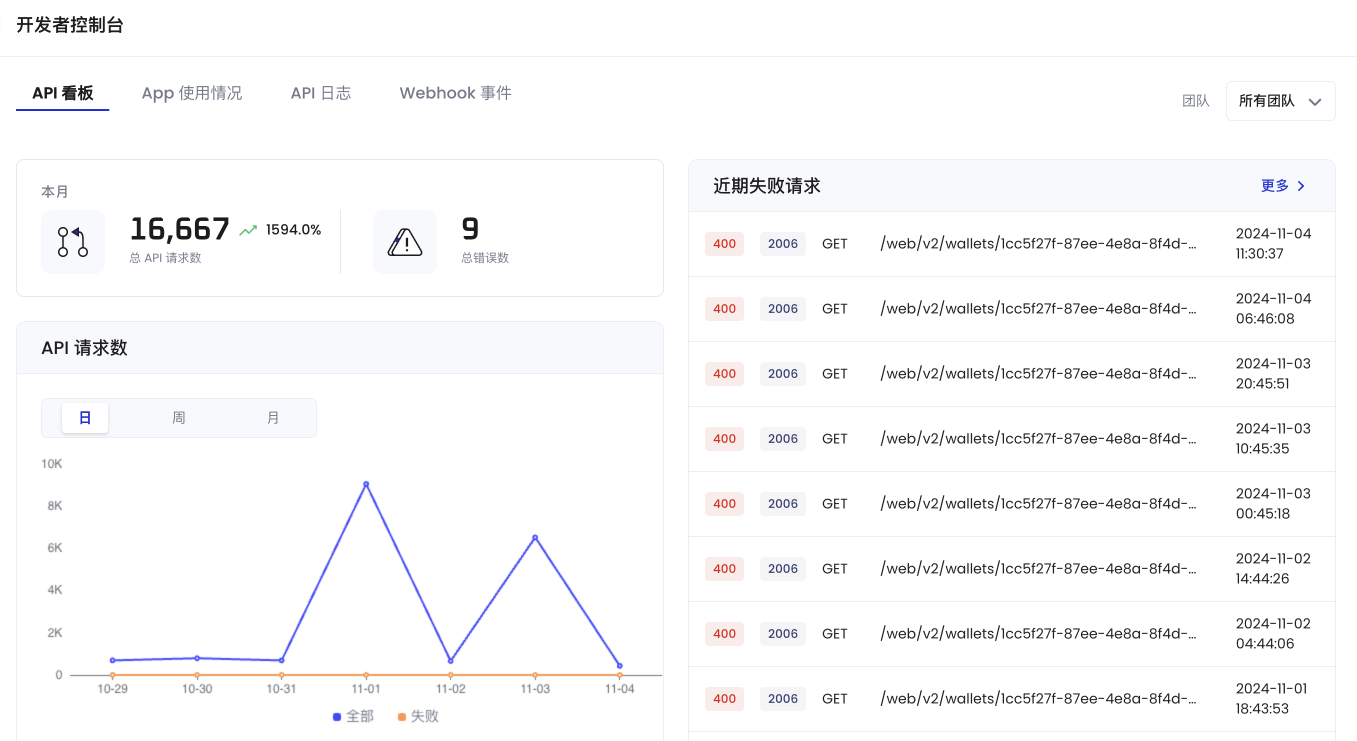 开发者控制台
API 看板
App 使用情况
API 日志
Webhook 事件
团队
所有团队
本月
16,667
1594.0%
总 API 请求数
9
总错误数
API 请求数
日
周
月
10K
8K
6K
4K
2K
0
10-29
10-30
10-31
11-01
11-02
11-03
11-04
全部
失败
近期失败请求
更多
400 2006 GET /web/v2/wallets/1cc5f27f-87ee-4e8a-8f4d-...
2024-11-04
11:30:37
400 2006 GET /web/v2/wallets/1cc5f27f-87ee-4e8a-8f4d-...
2024-11-04
06:46:08
400 2006 GET /web/v2/wallets/1cc5f27f-87ee-4e8a-8f4d-...
2024-11-03
20:45:51
400 2006 GET /web/v2/wallets/1cc5f27f-87ee-4e8a-8f4d-...
2024-11-03
10:45:35
400 2006 GET /web/v2/wallets/1cc5f27f-87ee-4e8a-8f4d-...
2024-11-03
00:45:18
400 2006 GET /web/v2/wallets/1cc5f27f-87ee-4e8a-8f4d-...
2024-11-02
14:44:26
400 2006 GET /web/v2/wallets/1cc5f27f-87ee-4e8a-8f4d-...
2024-11-02
04:44:06
400 2006 GET /web/v2/wallets/1cc5f27f-87ee-4e8a-8f4d-...
2024-11-01
18:43:53